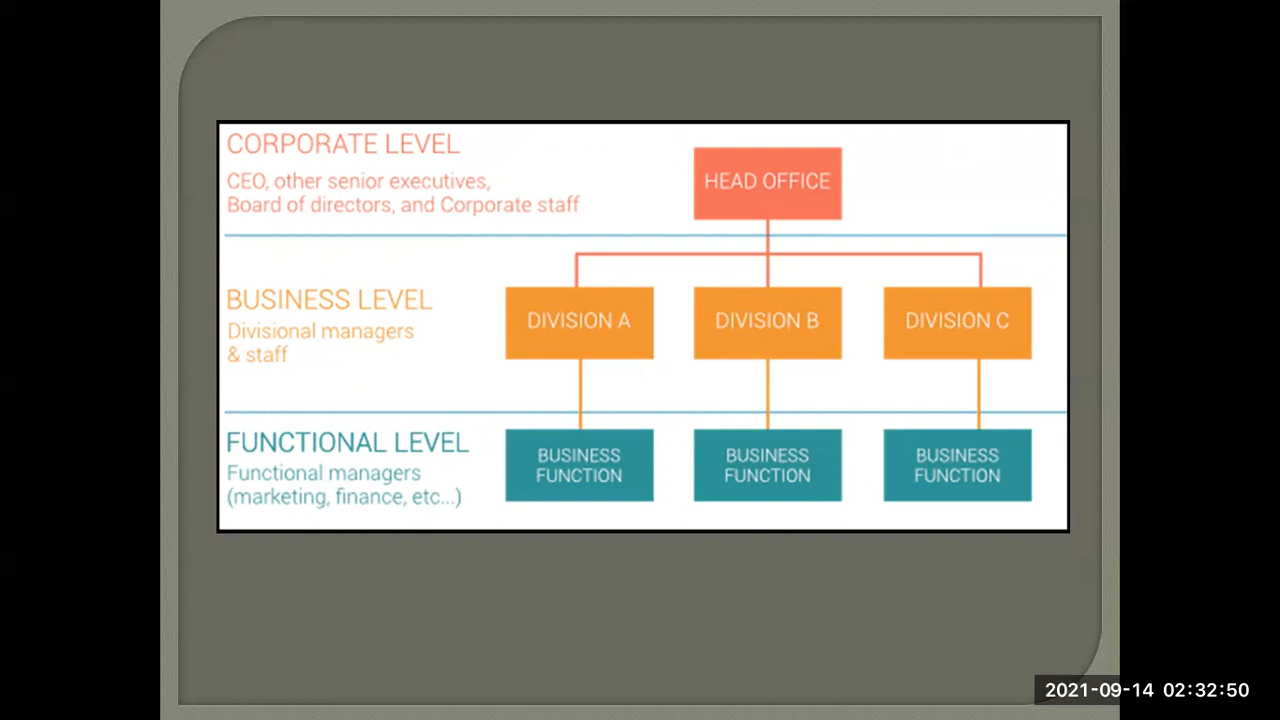 CORPORATE LEVEL
CEO, other senior executives,
Board of directors, and Corporate staff
HEAD OFFICE
BUSINESS LEVEL
Divisional managers
& staff
DIVISION A
DIVISION B
DIVISION C
FUNCTIONAL LEVEL
Functional managers
(marketing, finance, etc...)
BUSINESS
FUNCTION
BUSINESS
FUNCTION
BUSINESS
FUNCTION
2021-09-14 02:32:50